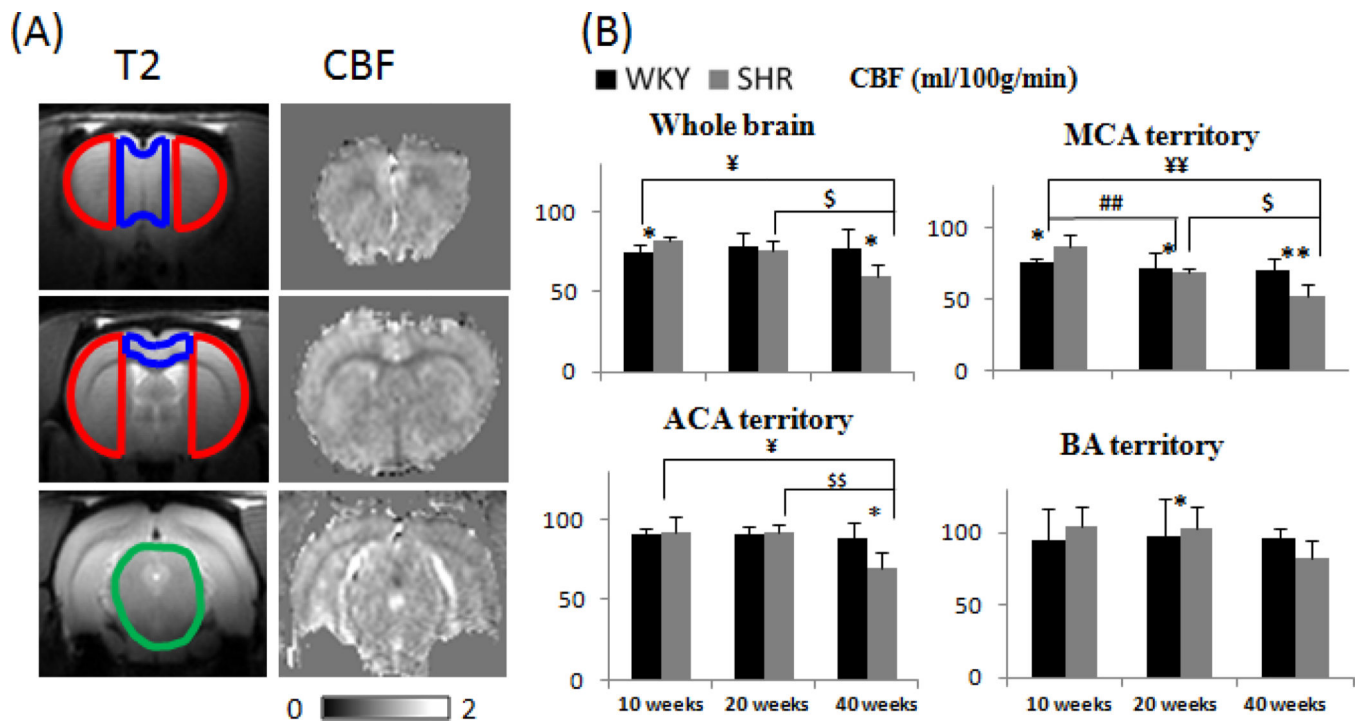 (A)
T2 CBF
0 2
(B)
WKY SHR CBF (ml/100g/min)
Whole brain
¥
$
100
* *
50
0
MCA territory
¥¥
## $
100
* * **
50
0
ACA territory
¥
$$
100
*
50
0
10 weeks 20 weeks 40 weeks
BA territory
*
100
50
0
10 weeks 20 weeks 40 weeks